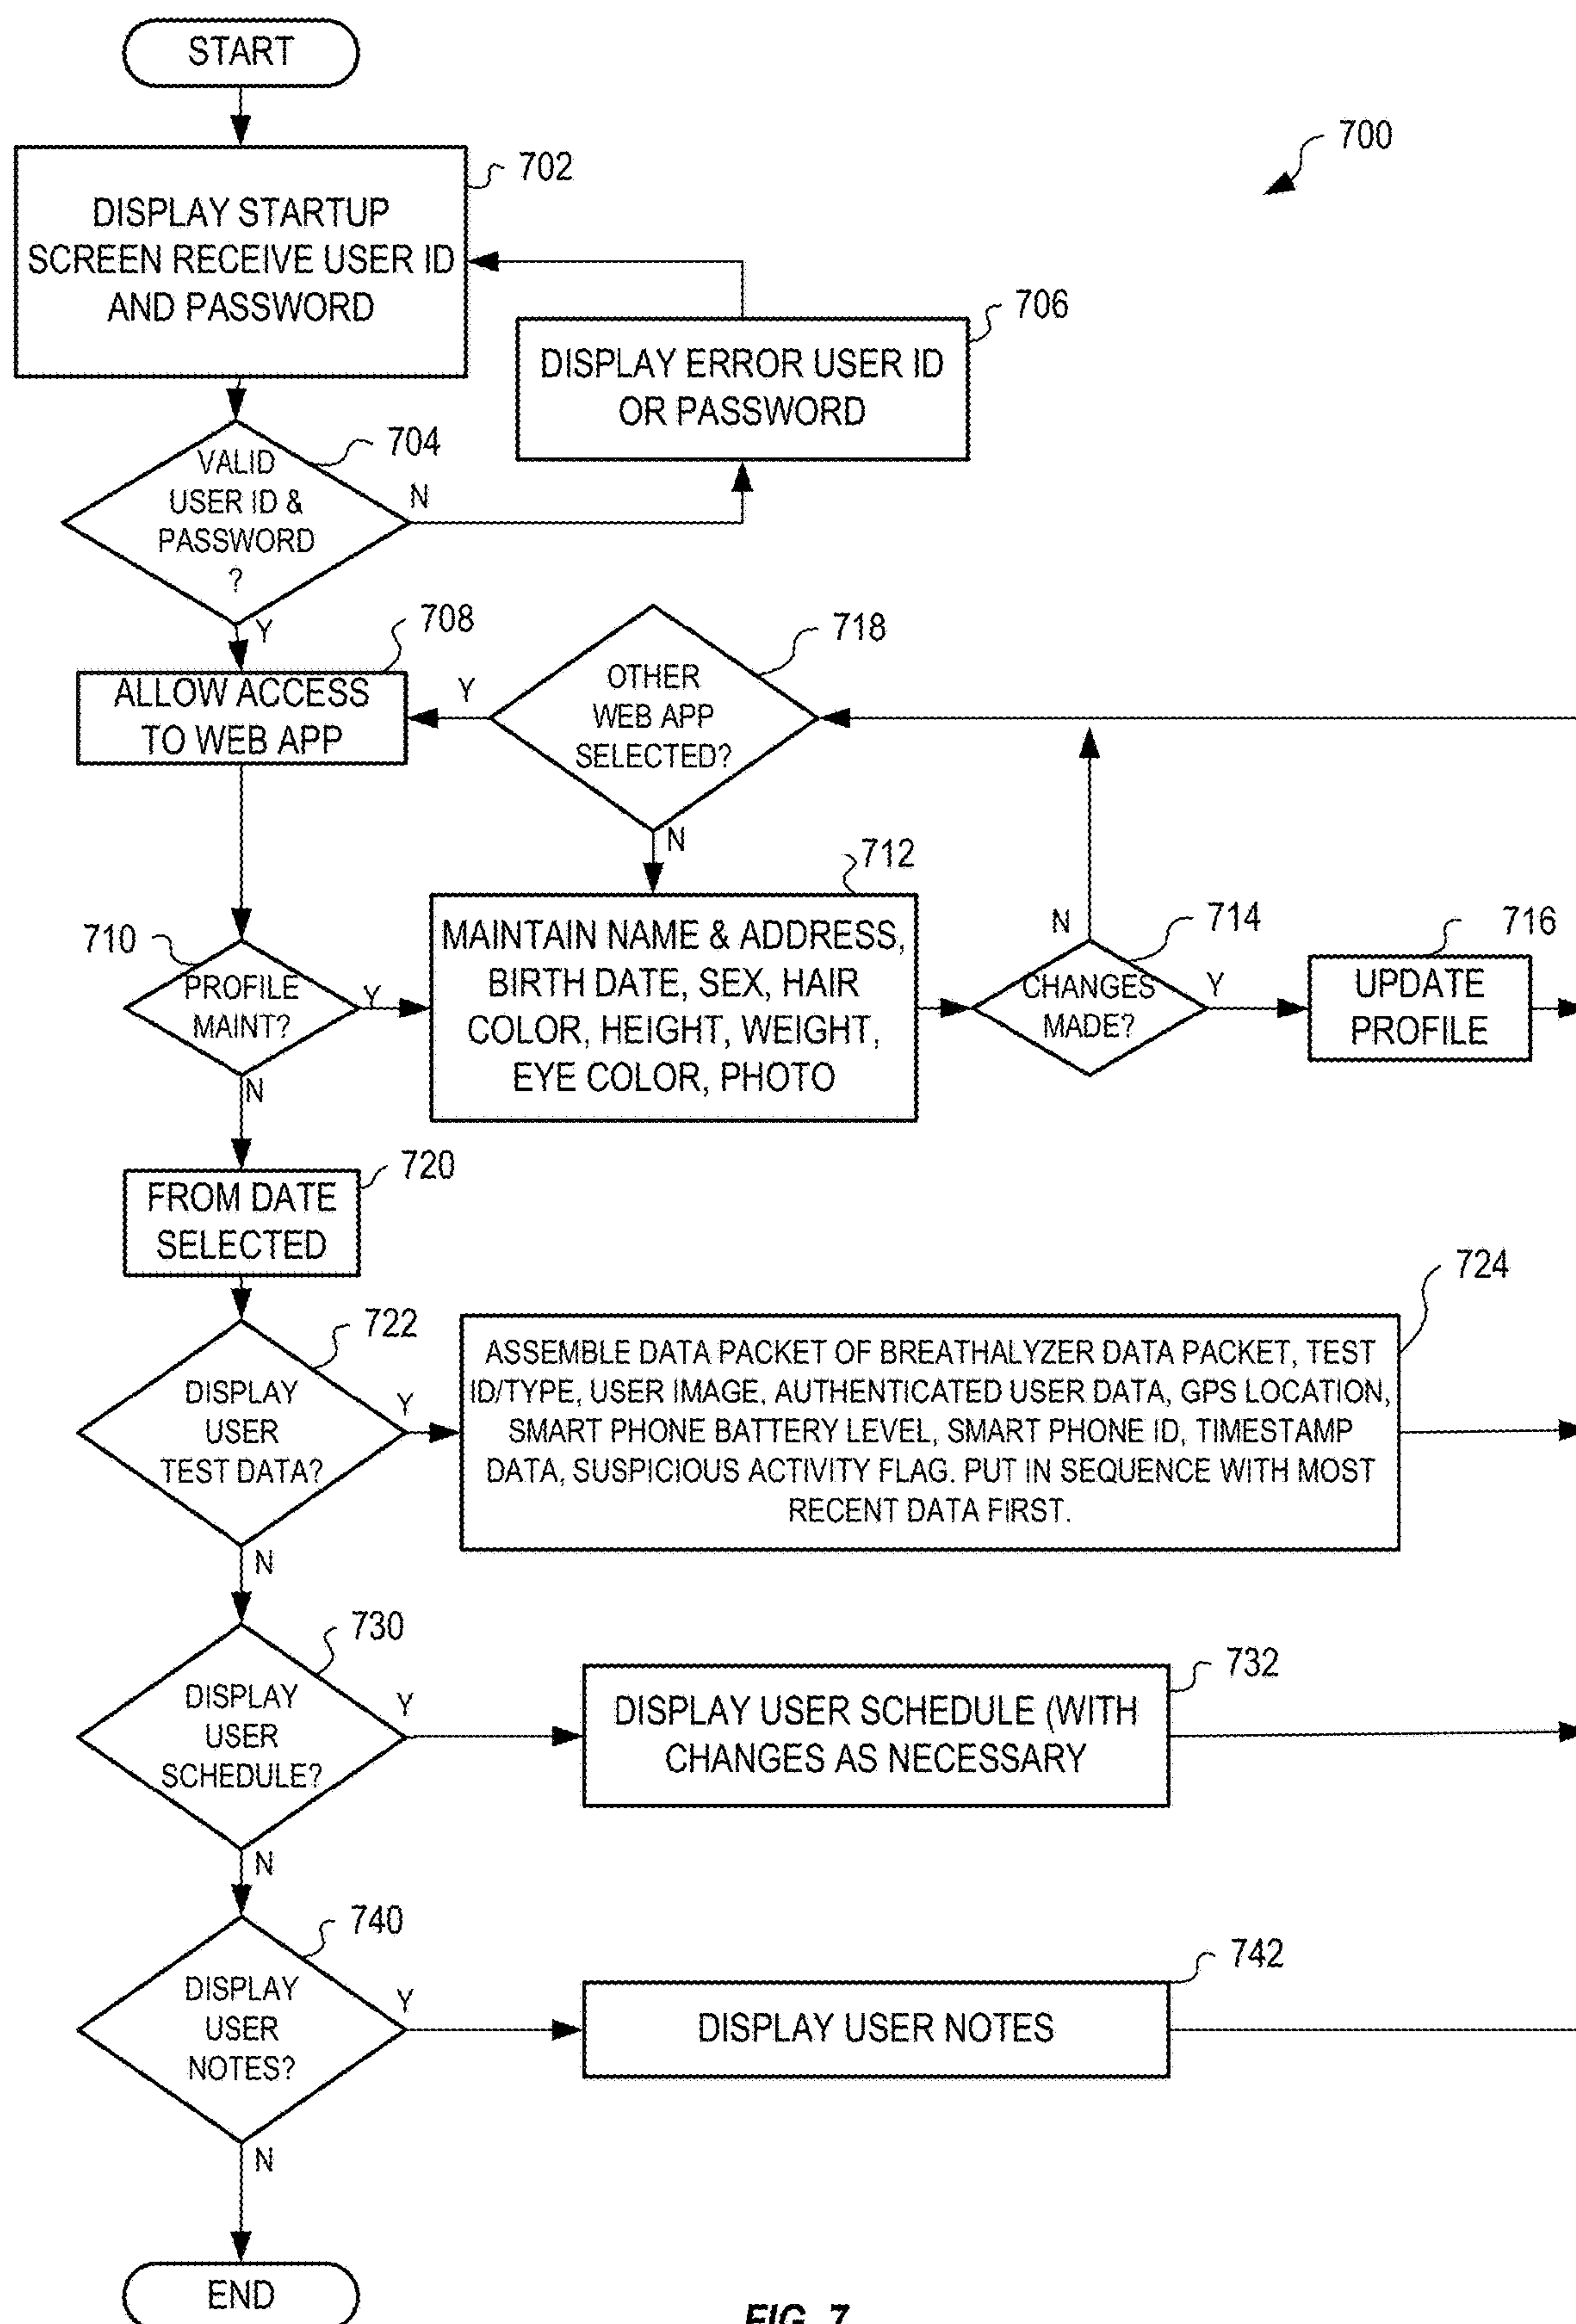 START
700
702
DISPLAY STARTUP
SCREEN RECEIVE USER ID
AND PASSWORD
706
DISPLAY ERROR USER ID
OR PASSWORD
704
VALID
USER ID &
PASSWORD
?
N
Y
708
ALLOW ACCESS
TO WEB APP
Y
718
OTHER
WEB APP
SELECTED?
N
710
PROFILE
MAINT?
Y
N
712
MAINTAIN NAME & ADDRESS,
BIRTH DATE, SEX, HAIR
COLOR, HEIGHT, WEIGHT,
EYE COLOR, PHOTO
N
714
CHANGES
MADE?
Y
716
UPDATE
PROFILE
720
FROM DATE
SELECTED
722
DISPLAY
USER
TEST DATA?
Y
N
724
ASSEMBLE DATA PACKET OF BREATHALYZER DATA PACKET, TEST
ID/TYPE, USER IMAGE, AUTHENTICATED USER DATA, GPS LOCATION,
SMART PHONE BATTERY LEVEL, SMART PHONE ID, TIMESTAMP
DATA, SUSPICIOUS ACTIVITY FLAG. PUT IN SEQUENCE WITH MOST
RECENT DATA FIRST.
730
DISPLAY
USER
SCHEDULE?
Y
N
732
DISPLAY USER SCHEDULE (WITH
CHANGES AS NECESSARY
740
DISPLAY
USER
NOTES?
Y
N
742
DISPLAY USER NOTES
END
FIG. 7